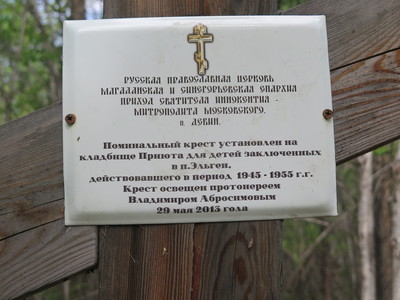 РУССКАЯ ПРАВОСЛАВНАЯ ЦЕРКОВЬ
МАГАДАНСКАЯ И СИНЕГОРЬЕВСКАЯ ЕПАРХИЯ
ПРИХОД СВЯТИТЕЛЯ ИННОКЕНТИЯ -
МИТРОПОЛИТА МОСКОВСКОГО.
п. ДЕБИН.
Поминальный крест установлен на
кладбище Приюта для детей заключенных
в п.Эльген,
действовавшего в период 1945 - 1955 г.г.
Крест освещен протоиереем
Владимиром Абросимовым
29 мая 2015 года